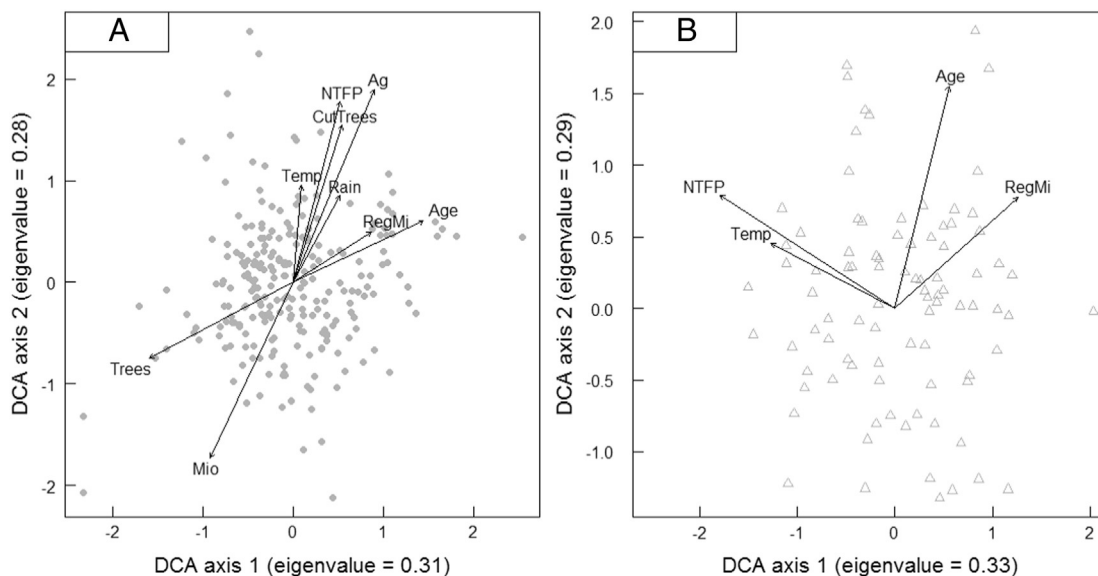 A
DCA axis 2 (eigenvalue = 0.28)
2
1
0
-1
-2
Ag
NTFP
CutTrees
Temp
Rain
RegMi
Age
Trees
Mio
-2 -1 0 1 2
DCA axis 1 (eigenvalue = 0.31)
B
DCA axis 2 (eigenvalue = 0.29)
2.0
1.5
1.0
0.5
0.0
-0.5
-1.0
Age
NTFP
RegMi
Temp
-2 -1 0 1 2
DCA axis 1 (eigenvalue = 0.33)